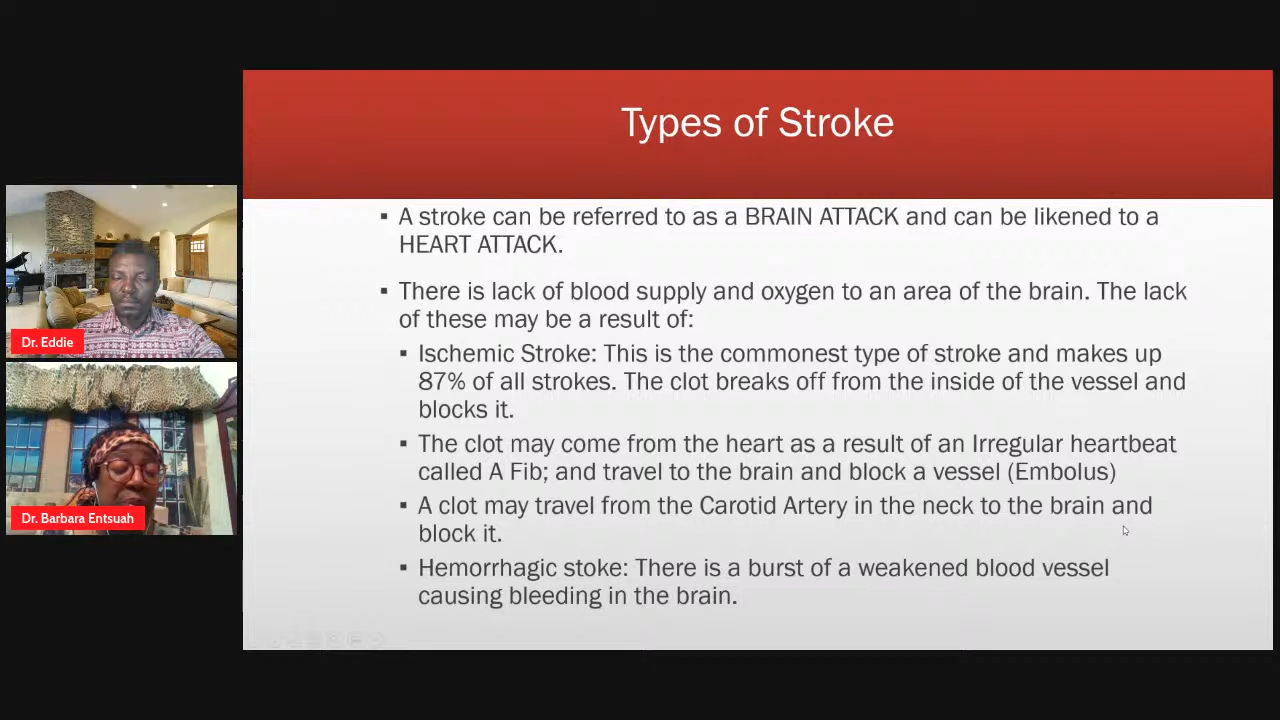 Types of Stroke
▪ A stroke can be referred to as a BRAIN ATTACK and can be likened to a
HEART ATTACK.
▪ There is lack of blood supply and oxygen to an area of the brain. The lack
of these may be a result of:
▪ Ischemic Stroke: This is the commonest type of stroke and makes up
87% of all strokes. The clot breaks off from the inside of the vessel and
blocks it.
▪ The clot may come from the heart as a result of an Irregular heartbeat
called A Fib; and travel to the brain and block a vessel (Embolus)
▪ A clot may travel from the Carotid Artery in the neck to the brain and
block it.
▪ Hemorrhagic stoke: There is a burst of a weakened blood vessel
causing bleeding in the brain.
Dr. Eddie
Dr. Barbara Entsuah